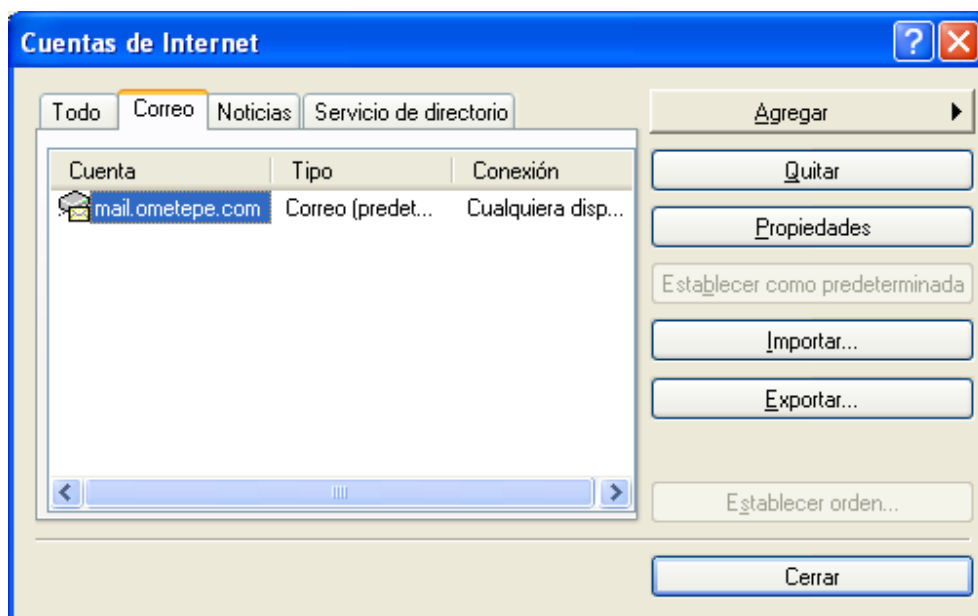 Cuentas de Internet
Todo Correo Noticias Servicio de directorio
Agregar
Cuenta Tipo Conexión
Quitar
mail.ometepe.com Correo (predet... Cualquiera disp...
Propiedades
Establecer como predeterminada
Importar...
Exportar...
Establecer orden...
Cerrar